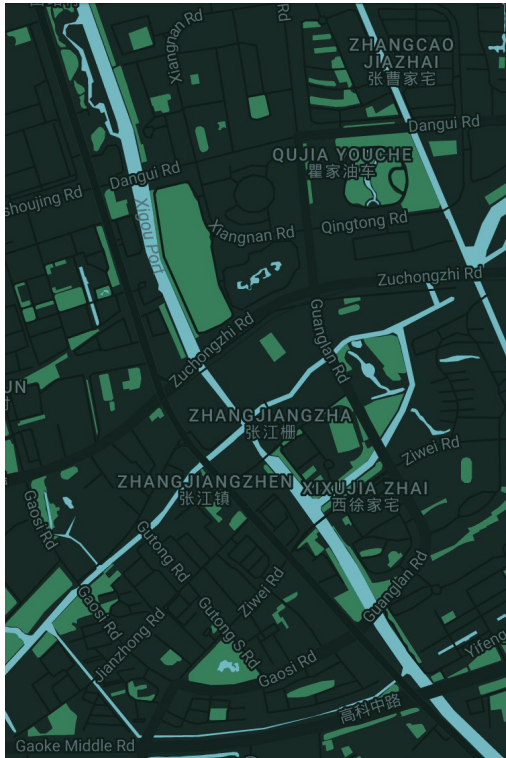 Xiangnan Rd
Rd
ZHANGCAO
JIAZHAI
张曹家宅
Dangui Rd
QUJIA YOUCHE
瞿家油车
Dangui Rd
shoujing Rd
Xigou Port
Xiangnan Rd
Qingtong Rd
Zuchongzhi Rd
Guanglan Rd
Zuchongzhi Rd
UN
村
ZHANGJIANGZHA
张江栅
Ziwei Rd
ZHANGJIANGZHEN
张江镇
XIXUJIA ZHAI
西徐家宅
Gaosi Rd
Gutong Rd
Ziwei Rd
Guanglan Rd
Gaosi Rd
Gutong S Rd
Jianzhong Rd
Gaosi Rd
Yifeng
高科中路
Gaoke Middle Rd